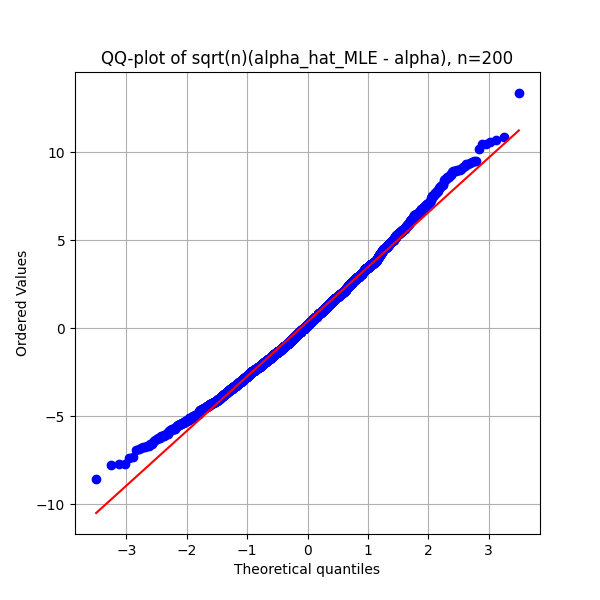 QQ-plot of sqrt(n)(alpha_hat_MLE - alpha), n=200
Ordered Values
10
5
0
−5
−10
−3 −2 −1 0 1 2 3
Theoretical quantiles